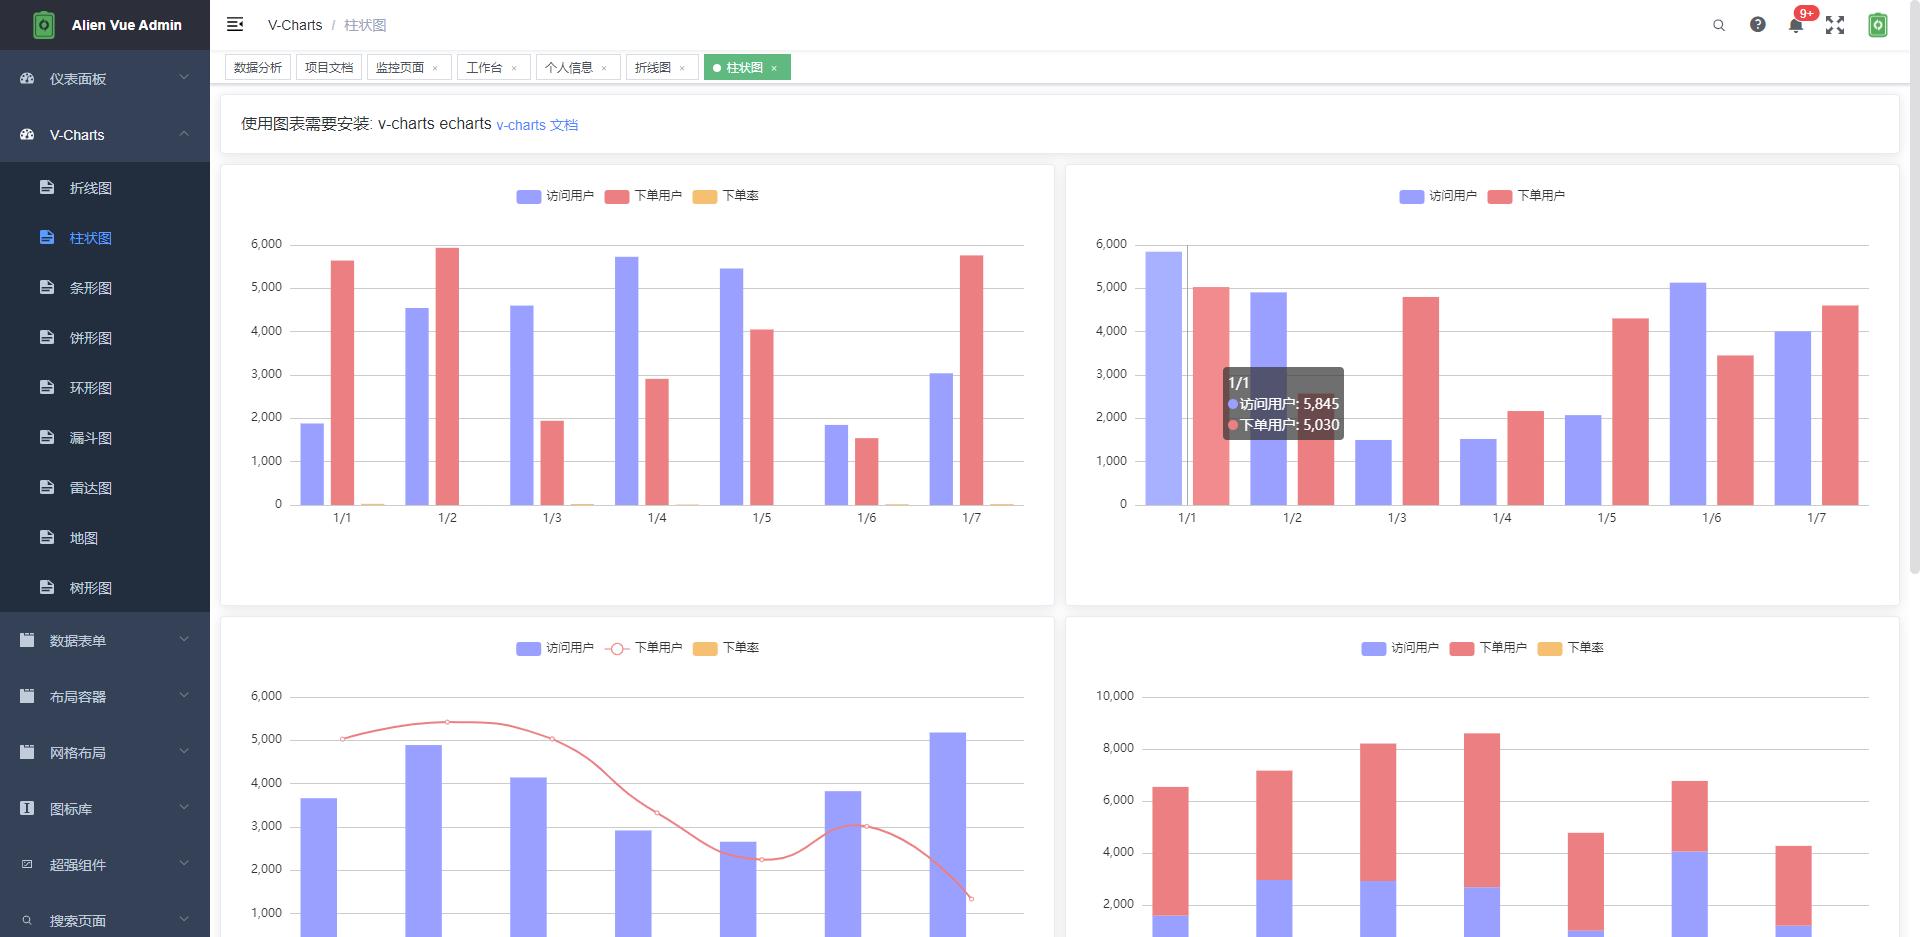 Alien Vue Admin
V-Charts / 柱状图
9+
数据分析
项目文档
监控页面 ×
工作台 ×
个人信息 ×
折线图 ×
柱状图 ×
仪表面板
V-Charts
折线图
柱状图
条形图
饼形图
环形图
漏斗图
雷达图
地图
树形图
数据表单
布局容器
网格布局
图标库
超强组件
搜索页面
使用图表需要安装: v-charts echarts v-charts 文档
访问用户 下单用户 下单率
6,000
5,000
4,000
3,000
2,000
1,000
0
1/1 1/2 1/3 1/4 1/5 1/6 1/7
访问用户 下单用户
6,000
5,000
4,000
3,000
2,000
1,000
0
1/1 1/2 1/3 1/4 1/5 1/6 1/7
1/1
访问用户: 5,845
下单用户: 5,030
访问用户 下单用户 下单率
6,000
5,000
4,000
3,000
2,000
1,000
访问用户 下单用户 下单率
10,000
8,000
6,000
4,000
2,000